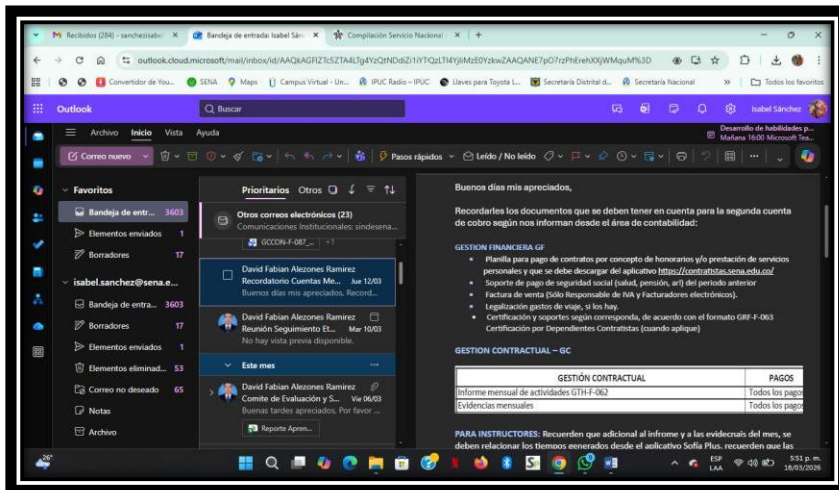 Recibidos (284) - sanchezisabel
Bandeja de entrada: Isabel Sán
Compilación Servicio Nacional
outlook.cloud.microsoft/mail/inbox/id/
Convertidor de You...
SENA
Maps
Campus Virtual - Un...
IPUC Radio – IPUC
Llaves para Toyota L...
Secretaría Distrital d...
Secretaría Nacional
Todos los favoritos
Outlook
Buscar
Isabel Sánchez
Archivo Inicio Vista Ayuda
Desarrollo de habilidades p...
Mañana 16:00 Microsoft Tea...
Correo nuevo
Pasos rápidos
Leído / No leído
Favoritos
Bandeja de entr... 3603
Elementos enviados 1
Borradores 17
isabel.sanchez@sena.e...
Bandeja de entra... 3603
Borradores 17
Elementos enviados 1
Elementos eliminad... 53
Correo no deseado 65
Notas
Archivo
Prioritarios Otros
Otros correos electrónicos (23)
Comunicaciones Institucionales; sindesena...
GCCON-F-087_... +1
David Fabian Alezones Ramirez
Recordatorio Cuentas Me... Jue 12/03
Buenos días mis apreciados, Record...
David Fabian Alezones Ramirez
Reunión Seguimiento Et... Mar 10/03
No hay vista previa disponible.
Este mes
David Fabian Alezones Ramirez
Comite de Evaluación y S... Vie 06/03
Buenas tardes apreciados. Por favor ...
Reporte Apren...
Buenos días mis apreciados,
Recordarles los documentos que se deben tener en cuenta para la segunda cuenta
de cobro según nos informan desde el área de contabilidad:
GESTION FINANCIERA GF
Planilla para pago de contratos por concepto de honorarios y/o prestación de servicios
personales y que se debe descargar del aplicativo https://contratistas.sena.edu.co/
Soporte de pago de seguridad social (salud, pensión, arl) del periodo anterior
Factura de venta (Sólo Responsable de IVA y Facturadores electrónicos).
Legalización gastos de viaje, si los hay.
Certificación y soportes según corresponda, de acuerdo con el formato GRF-F-063
Certificación por Dependientes Contratistas (cuando aplique)
GESTION CONTRACTUAL – GC
GESTIÓN CONTRACTUAL PAGOS
Informe mensual de actividades GTH-F-062 Todos los pagos
Evidencias mensuales Todos los pagos
PARA INSTRUCTORES: Recuerden que adicional al infrome y a las evidecnais del mes, se
deben relacionar los tiempos generados desde el aplicativo Sofía Plus, recuerden que las
26°
ESP
LAA
5:51 p. m.
18/03/2026